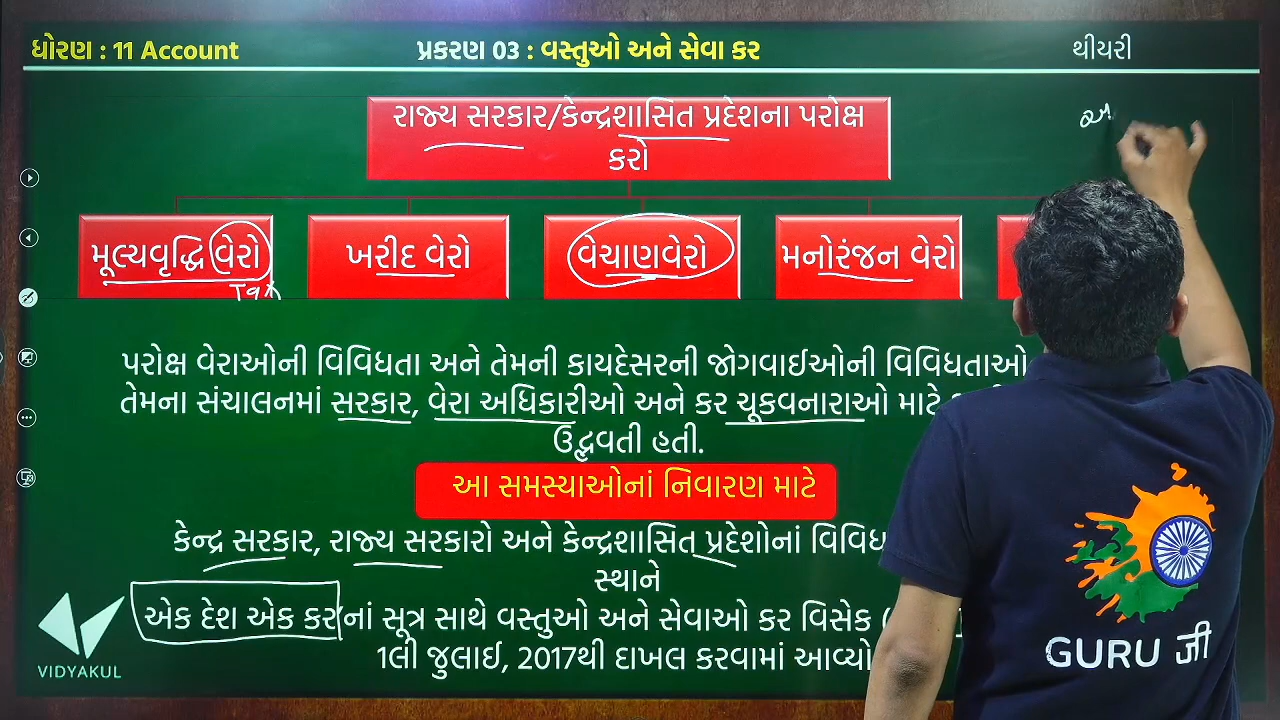 ધોરણ : 11 Account
પ્રકરણ 03 : વસ્તુઓ અને સેવા કર
થીયરી
રાજ્ય સરકાર/કેન્દ્રશાસિત પ્રદેશના પરોક્ષ
કરો
મૂલ્યવૃદ્ધિ વેરો
ખરીદ વેરો
વેચાણવેરો
મનોરંજન વેરો
Tax
પરોક્ષ વેરાઓની વિવિધતા અને તેમની કાયદેસરની જોગવાઈઓની વિવિધતાઓ
તેમના સંચાલનમાં સરકાર, વેરા અધિકારીઓ અને કર ચૂકવનારાઓ માટે
ઉદ્ભવતી હતી.
આ સમસ્યાઓનાં નિવારણ માટે
કેન્દ્ર સરકાર, રાજ્ય સરકારો અને કેન્દ્રશાસિત પ્રદેશોનાં વિવિધ
સ્થાને
એક દેશ એક કર'નાં સૂત્ર સાથે વસ્તુઓ અને સેવાઓ કર વિસેક (
1લી જુલાઈ, 2017થી દાખલ કરવામાં આવ્યો
VIDYAKUL
GURU जी